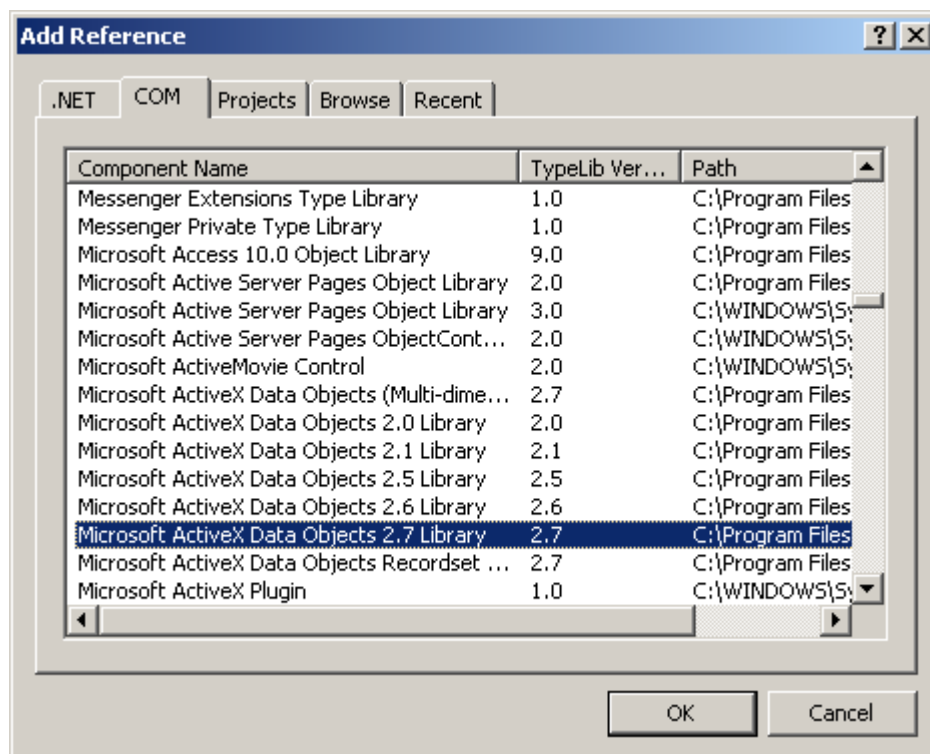 Add Reference
.NET COM Projects Browse Recent
Component Name TypeLib Ver... Path
Messenger Extensions Type Library 1.0 C:\Program Files
Messenger Private Type Library 1.0 C:\Program Files
Microsoft Access 10.0 Object Library 9.0 C:\Program Files
Microsoft Active Server Pages Object Library 2.0 C:\Program Files
Microsoft Active Server Pages Object Library 3.0 C:\WINDOWS\Sy
Microsoft Active Server Pages ObjectCont... 2.0 C:\WINDOWS\Sy
Microsoft ActiveMovie Control 2.0 C:\WINDOWS\Sy
Microsoft ActiveX Data Objects (Multi-dime... 2.7 C:\Program Files
Microsoft ActiveX Data Objects 2.0 Library 2.0 C:\Program Files
Microsoft ActiveX Data Objects 2.1 Library 2.1 C:\Program Files
Microsoft ActiveX Data Objects 2.5 Library 2.5 C:\Program Files
Microsoft ActiveX Data Objects 2.6 Library 2.6 C:\Program Files
Microsoft ActiveX Data Objects 2.7 Library 2.7 C:\Program Files
Microsoft ActiveX Data Objects Recordset ... 2.7 C:\Program Files
Microsoft ActiveX Plugin 1.0 C:\WINDOWS\Sy
OK Cancel